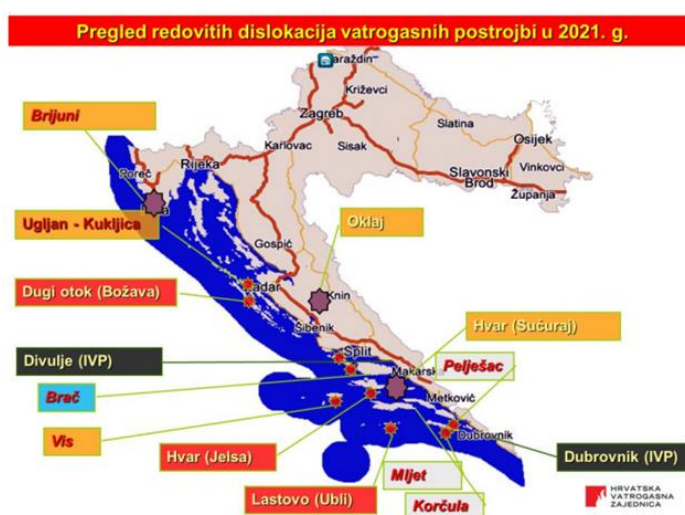 Pregled redovitih dislokacija vatrogasnih postrojbi u 2021. g.
araždin
Križevci
Brijuni
Zagreb
Slatina
Osijek
Karlovac
Sisak
Vinkovci
Poreč
Rijeka
Slavonski
Brod
Županja
Ugljan - Kukljica
Oklaj
Gospić
Dugi otok (Božava)
Zadar
Knin
Šibenik
Hvar (Sućuraj)
Divulje (IVP)
Split
Pelješac
Makarsk
Brač
Metković
Vis
Hvar (Jelsa)
Dubrovnik
Dubrovnik (IVP)
Mljet
Lastovo (Ubli)
Korčula
HRVATSKA
VATROGASNA
ZAJEDNICA